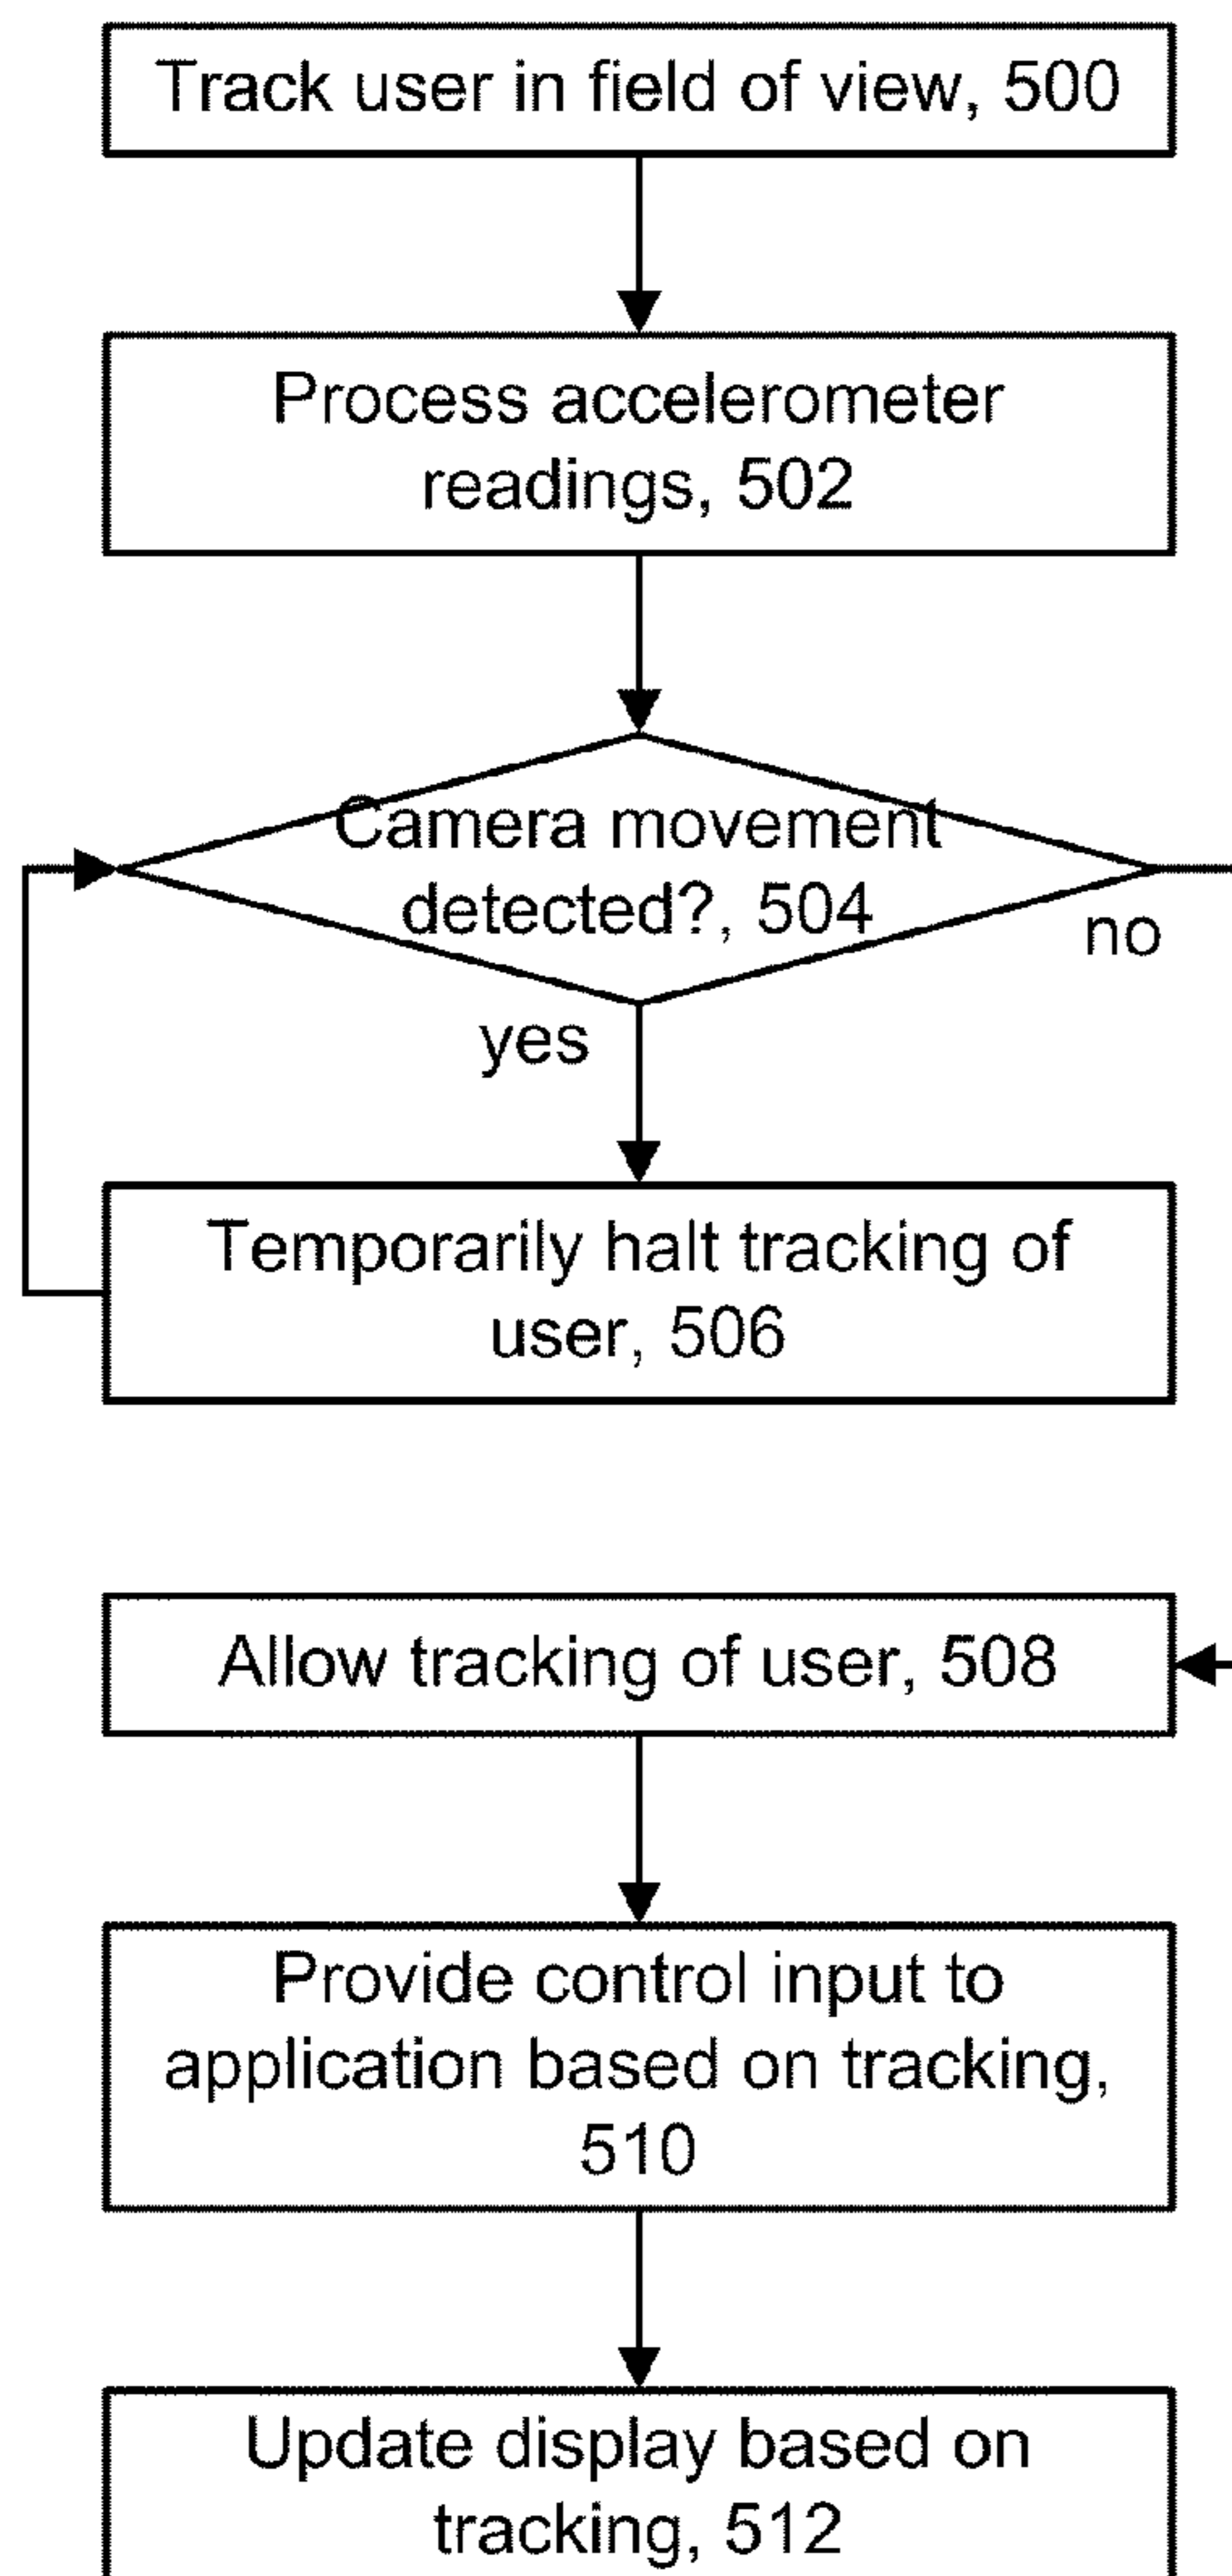 Track user in field of view, 500
Process accelerometer
readings, 502
Camera movement
detected?, 504
no
yes
Temporarily halt tracking of
user, 506
Allow tracking of user, 508
Provide control input to
application based on tracking,
510
Update display based on
tracking, 512